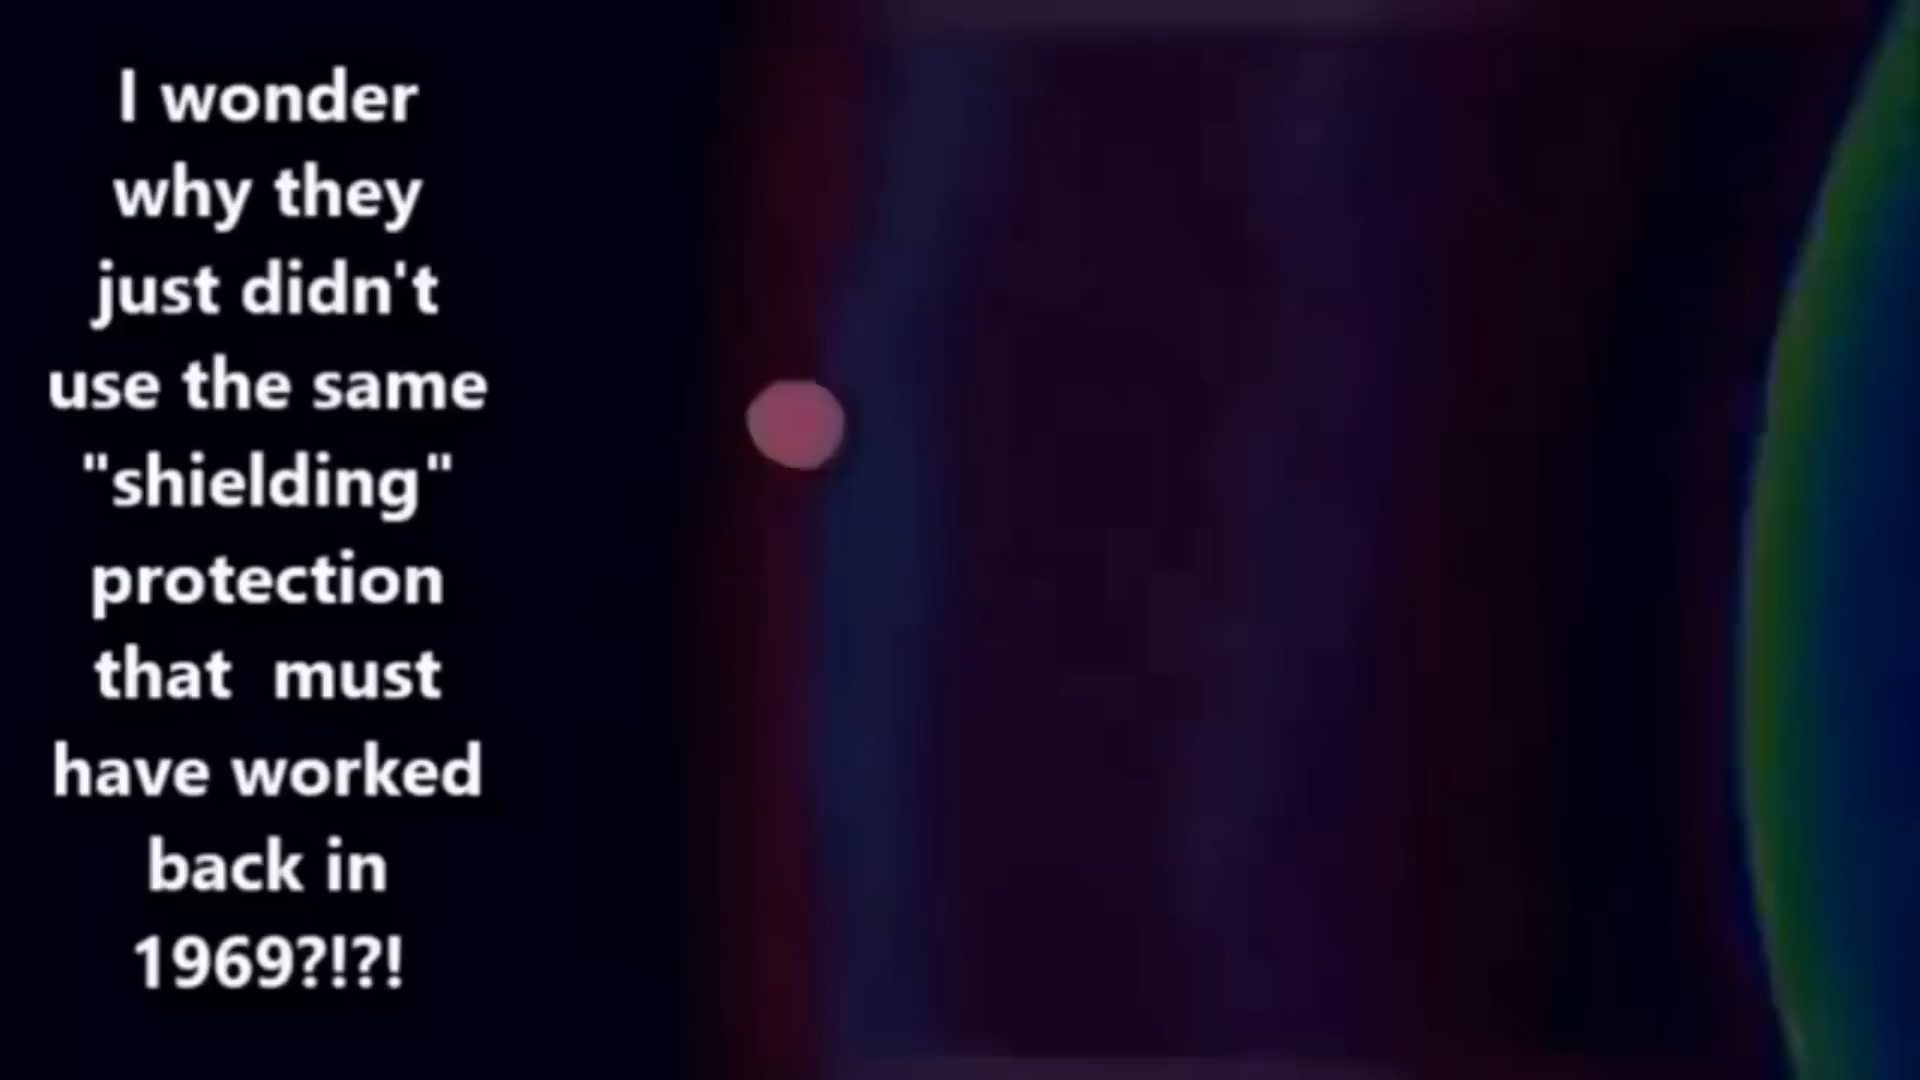 I wonder
why they
just didn't
use the same
"shielding"
protection
that  must
have worked
back in
1969?!?!